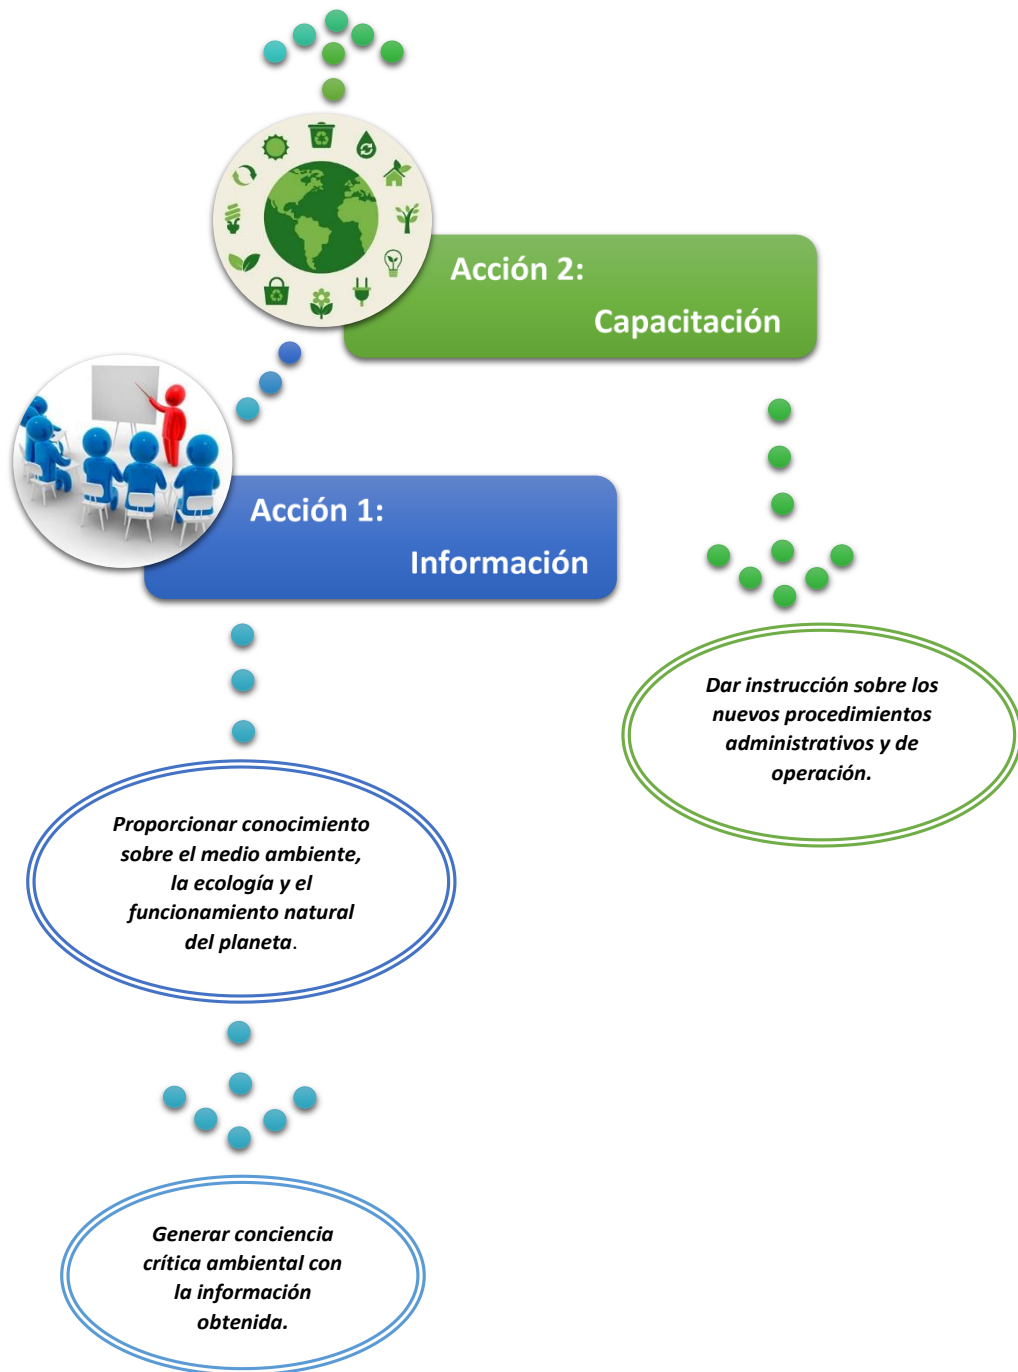 Acción 2:
Capacitación
Acción 1:
Información
Dar instrucción sobre los
nuevos procedimientos
administrativos y de
operación.
Proporcionar conocimiento
sobre el medio ambiente,
la ecología y el
funcionamiento natural
del planeta.
Generar conciencia
crítica ambiental con
la información
obtenida.